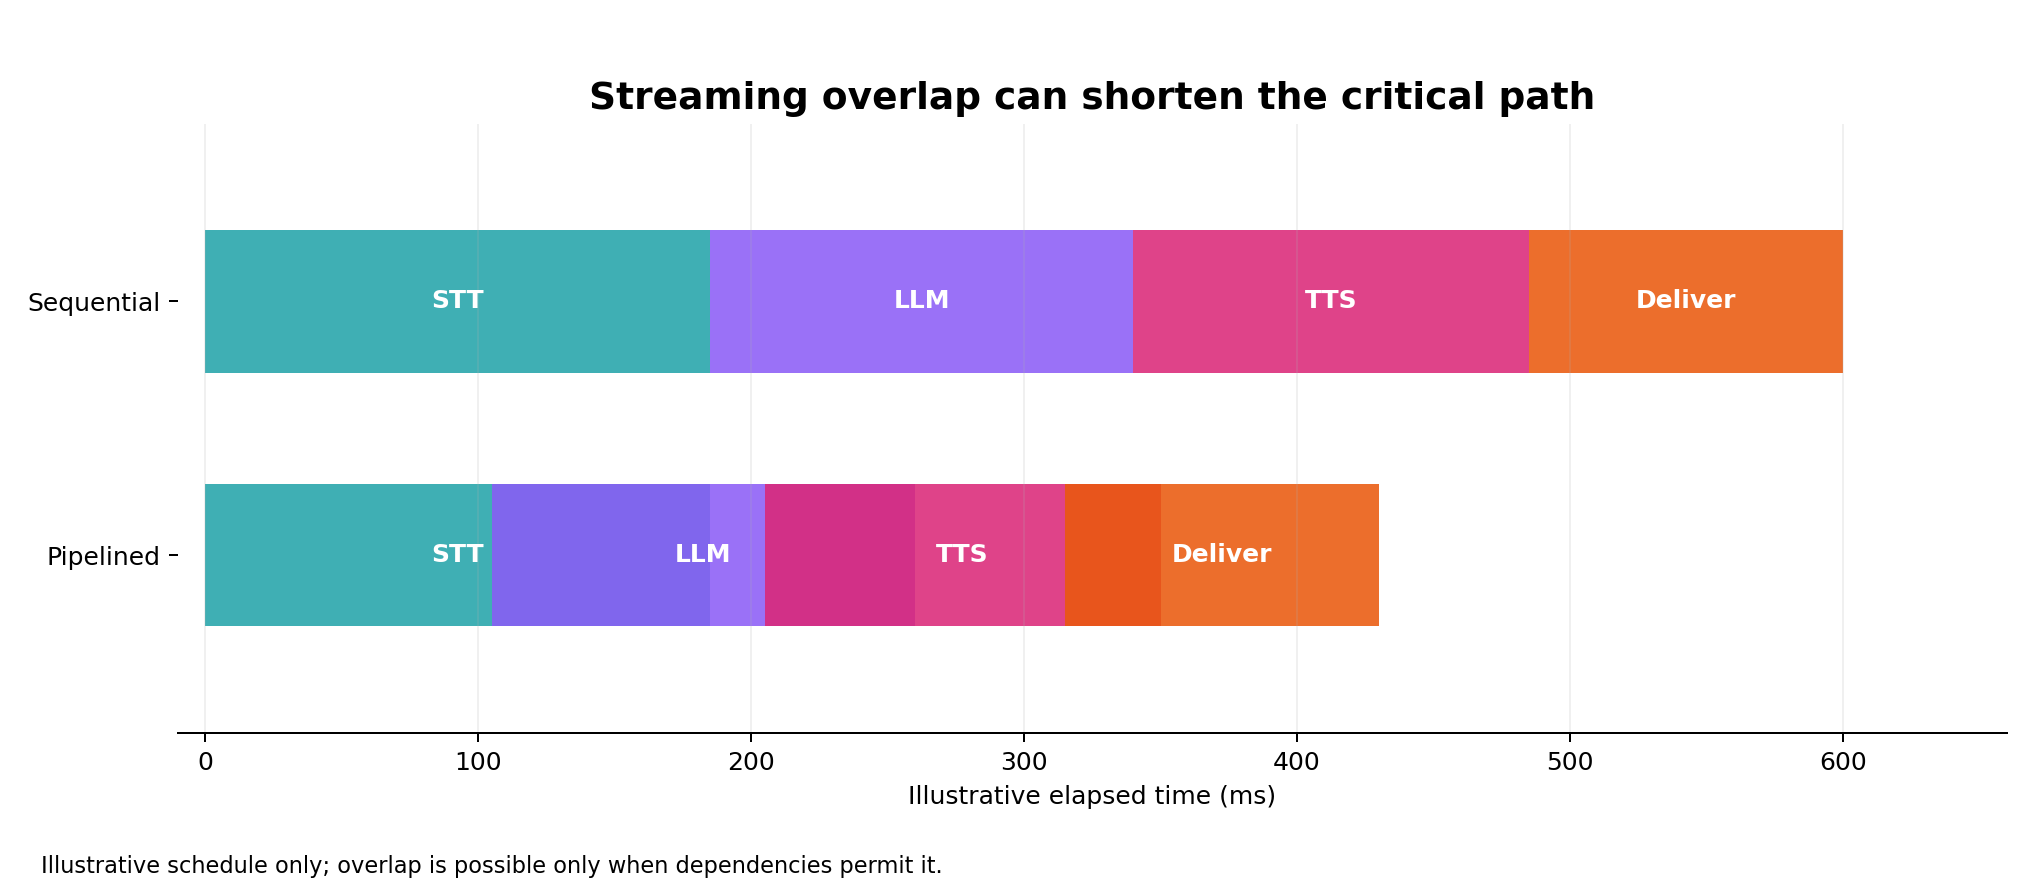 Streaming overlap can shorten the critical path
Sequential
STT
LLM
TTS
Deliver
Pipelined
STT
LLM
TTS
Deliver
0
100
200
300
400
500
600
Illustrative elapsed time (ms)
Illustrative schedule only; overlap is possible only when dependencies permit it.